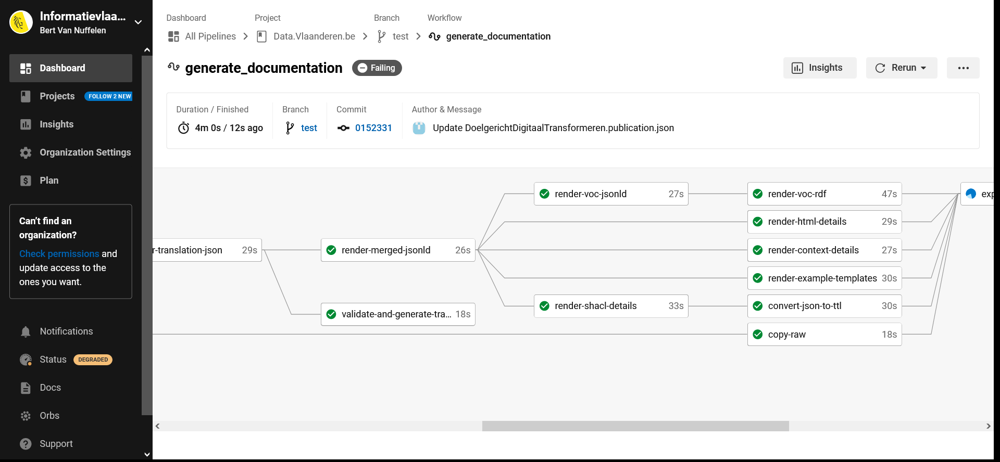 Informatievlaa...
Bert Van Nuffelen
Dashboard
Projects FOLLOW 2 NEW
Insights
Organization Settings
Plan
Can't find an
organization?
Check permissions and
update access to the
ones you want.
Notifications
Status DEGRADED
Docs
Orbs
Support
Dashboard Project Branch Workflow
All Pipelines Data.Vlaanderen.be test generate_documentation
generate_documentation Failing
Insights Rerun
Duration / Finished Branch Commit Author & Message
4m 0s / 12s ago test 0152331 Update DoelgerichtDigitaalTransformeren.publication.json
render-voc-jsonld 27s render-voc-rdf 47s exp
render-html-details 29s
r-translation-json 29s render-merged-jsonld 26s render-context-details 27s
render-example-templates 30s
render-shacl-details 33s convert-json-to-ttl 30s
validate-and-generate-tra... 18s
copy-raw 18s